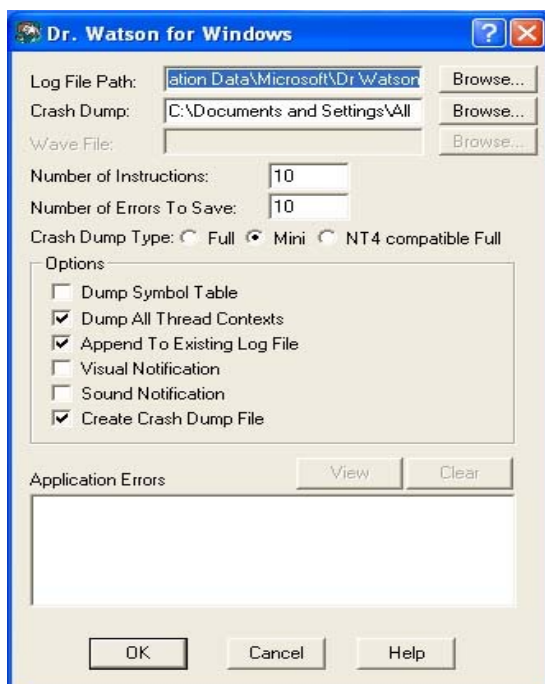 Dr. Watson for Windows
Log File Path: ation Data\Microsoft\Dr Watson Browse...
Crash Dump: C:\Documents and Settings\All Browse...
Wave File: Browse...
Number of Instructions: 10
Number of Errors To Save: 10
Crash Dump Type: Full Mini NT4 compatible Full
Options
Dump Symbol Table
Dump All Thread Contexts
Append To Existing Log File
Visual Notification
Sound Notification
Create Crash Dump File
Application Errors View Clear
OK Cancel Help